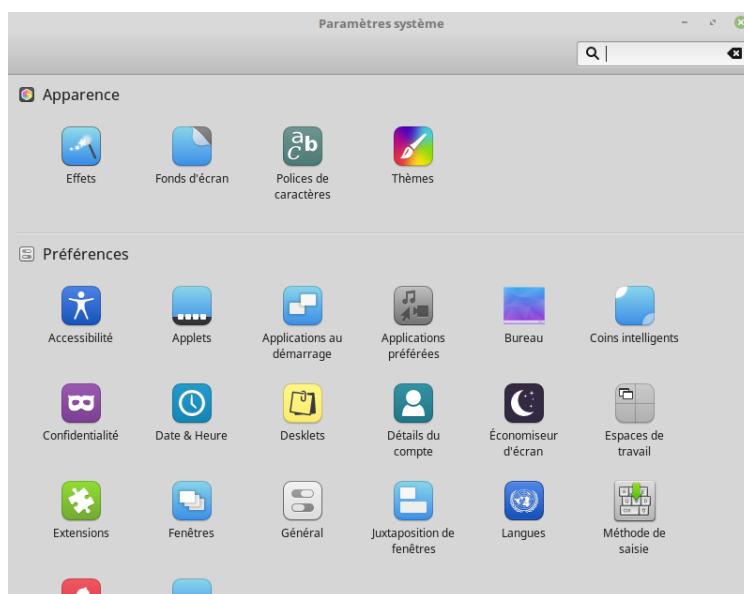 Paramètres système
Apparence
Effets
Fonds d'écran
Polices de
caractères
Thèmes
Préférences
Accessibilité
Applets
Applications au
démarrage
Applications
préférées
Bureau
Coins intelligents
Confidentialité
Date & Heure
Desklets
Détails du
compte
Économiseur
d'écran
Espaces de
travail
Extensions
Fenêtres
Général
Juxtaposition de
fenêtres
Langues
Méthode de
saisie